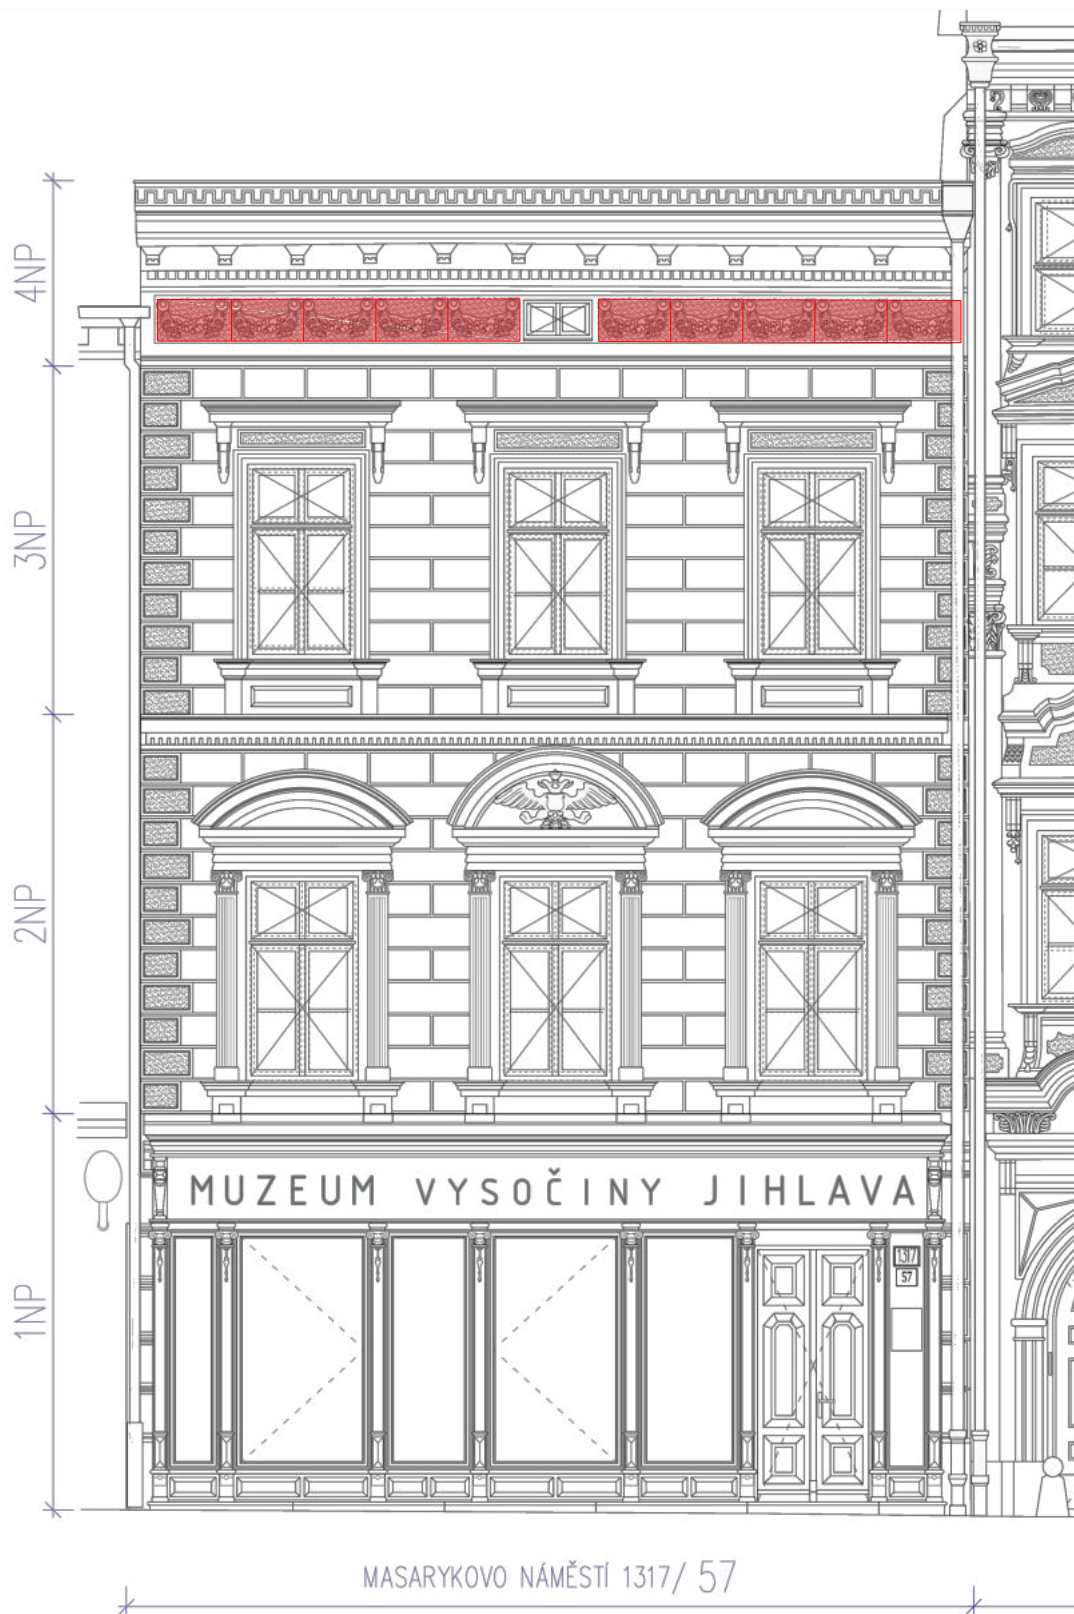 4NP
3NP
2NP
1NP
MUZEUM VYSOČINY JIHLAVA
1317
57
MASARYKOVO NÁMĚSTÍ 1317/57